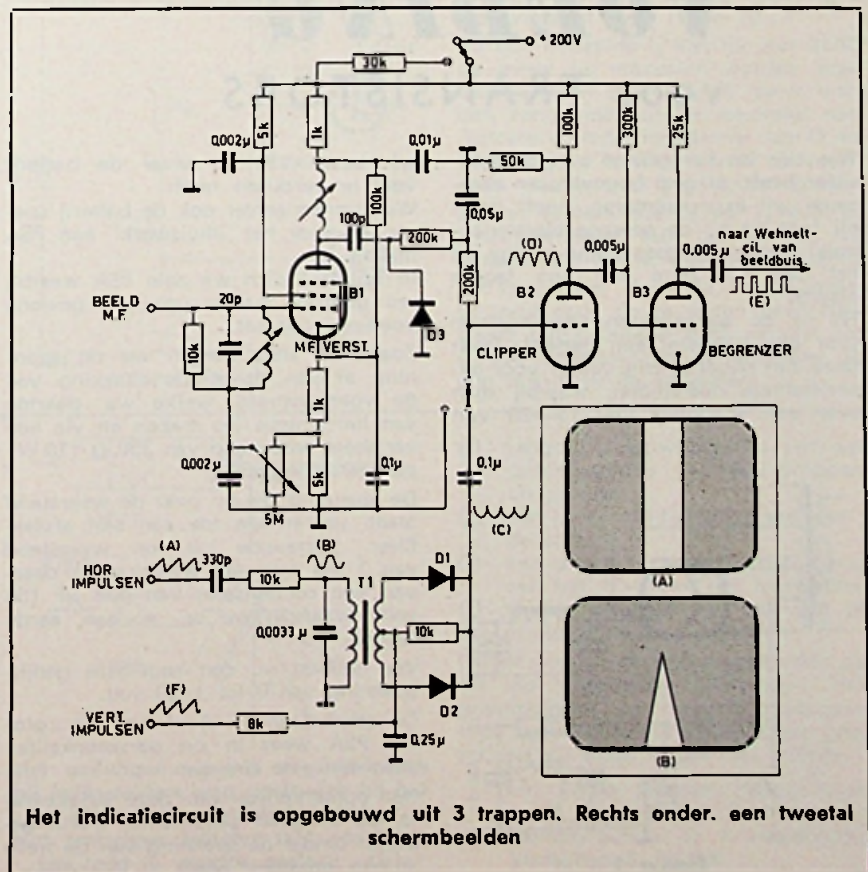 +200V
30k
5k
1k
0,002µ
0,01µ
50k
100k
300k
25k
100k
0,05µ
100p
200k
naar Wehnelt-
cil. van
beeldbuis.
(D)
0,005µ
0,005µ
200k
(E)
B1
B2
B3
BEELD
M.F.
20p
D3
10k
CLIPPER
BEGRENZER
1k
0,002µ
5k
0,1µ
0,1µ
5M
(C)
(A)
HOR.
IMPULSEN
330p
10k
(B)
T1
D1
(A)
0,0033µ
10k
(F)
D2
VERT.
IMPULSEN
8k
0,25µ
(B)
Het indicatiecircuit is opgebouwd uit 3 trappen. Rechts onder. een tweetal
schermbeelden